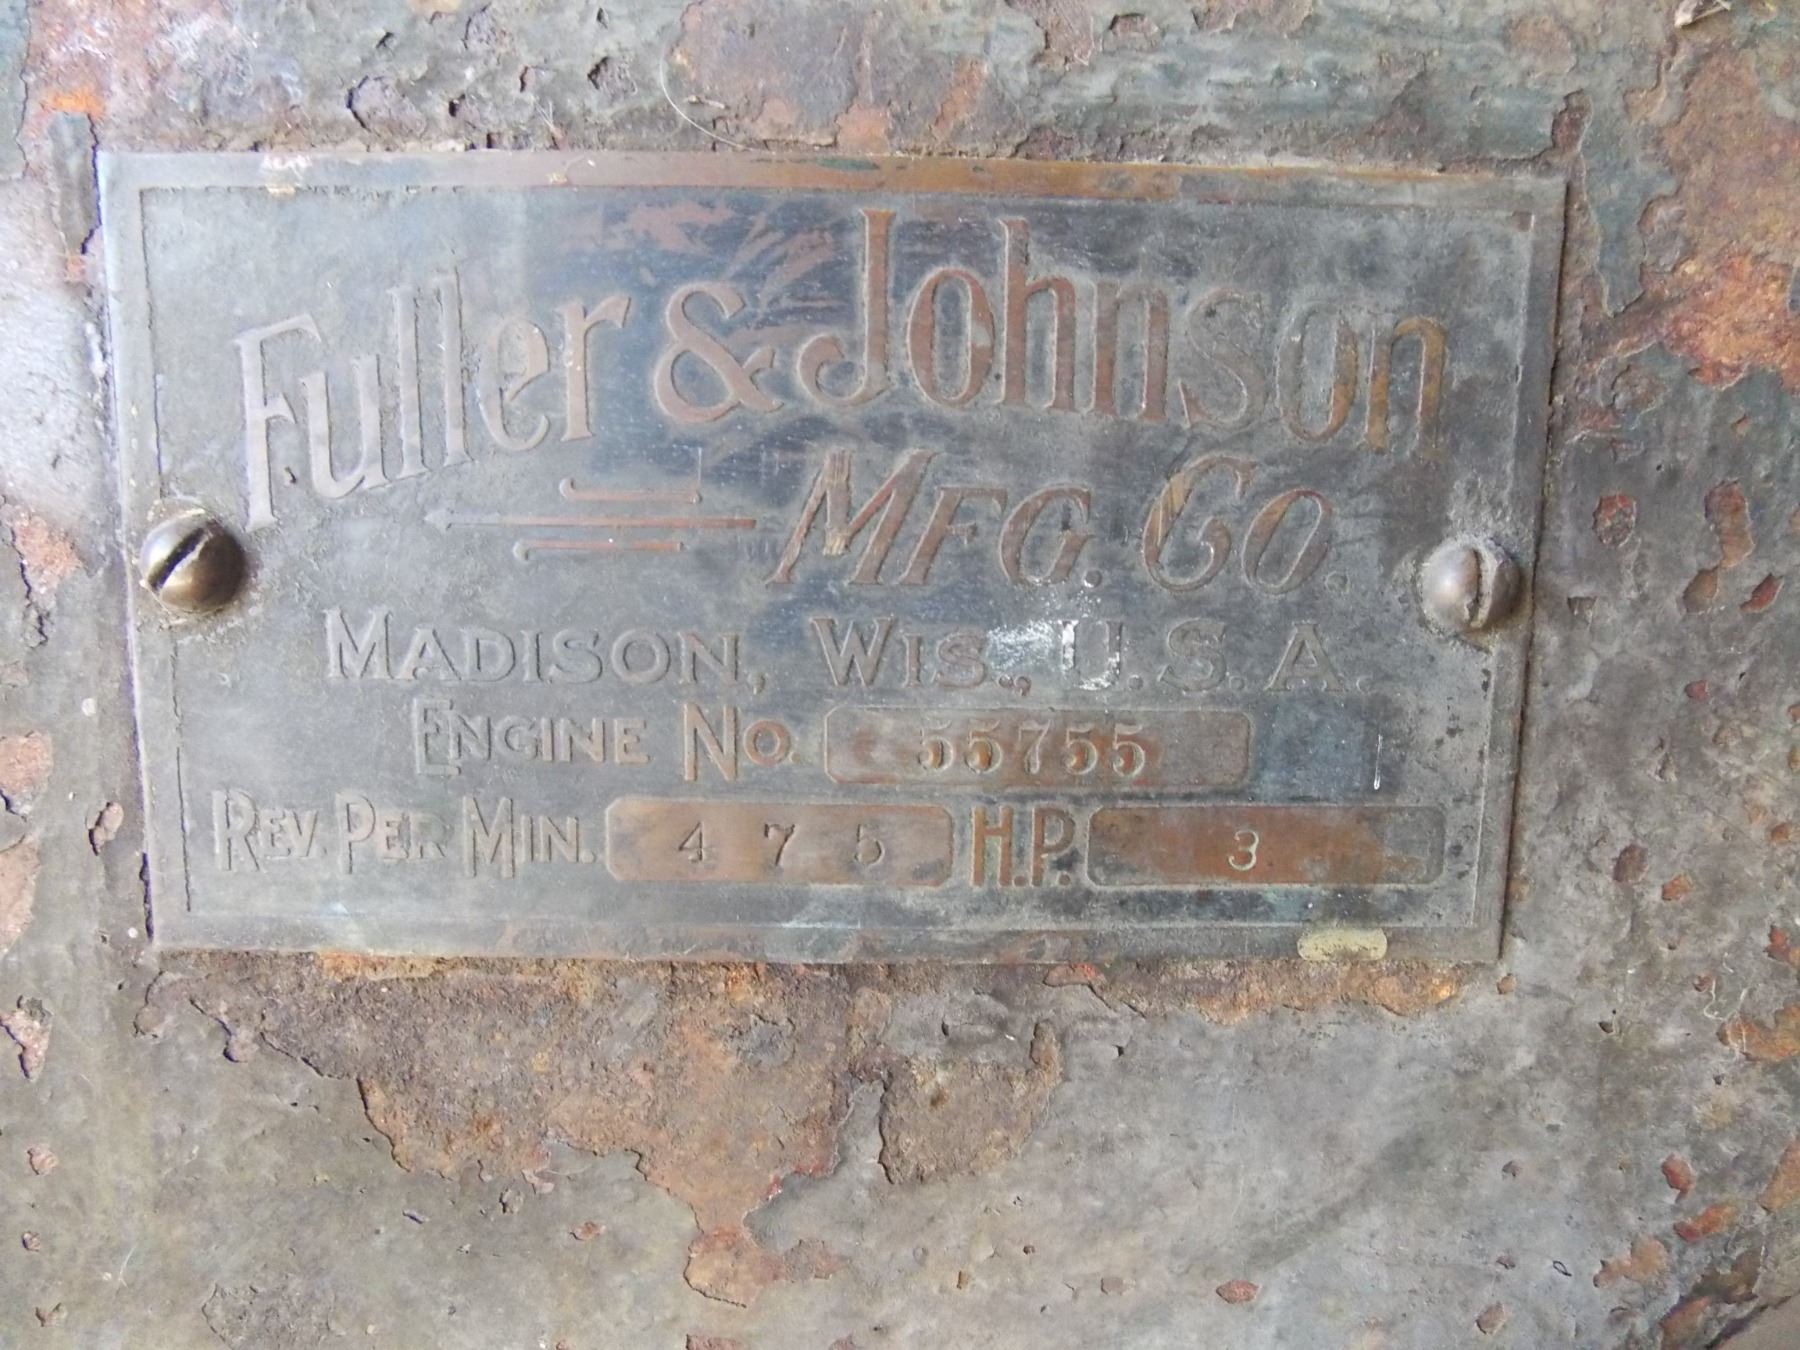 Fuller & Johnson
MFG. CO.
MADISON, WIS., U.S.A.
ENGINE NO. 55755
REV. PER MIN. 475 H.P. 3